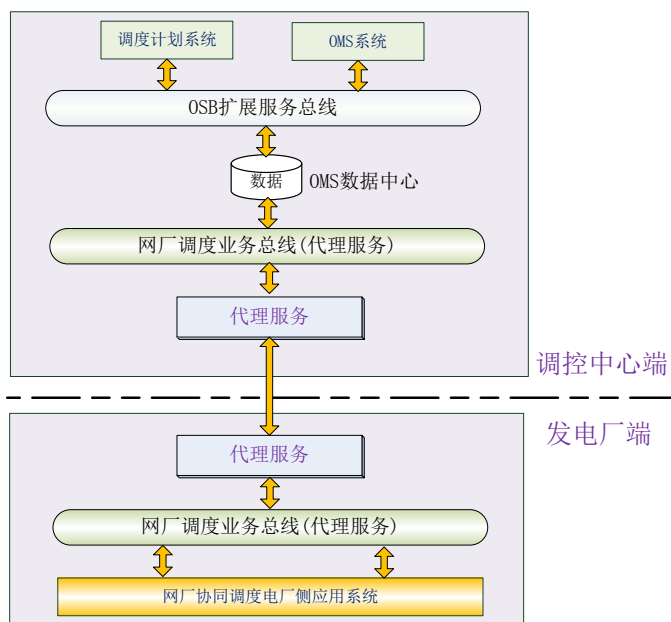 调度计划系统
OMS系统
OSB扩展服务总线
数据
OMS数据中心
网厂调度业务总线(代理服务)
代理服务
调控中心端
发电厂端
代理服务
网厂调度业务总线(代理服务)
网厂协同调度电厂侧应用系统